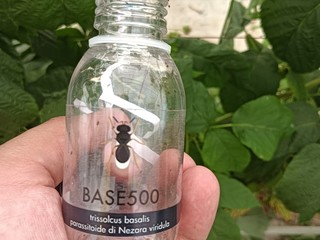 BASE500
trissolcus basalis
parassitoide di Nezara viridula